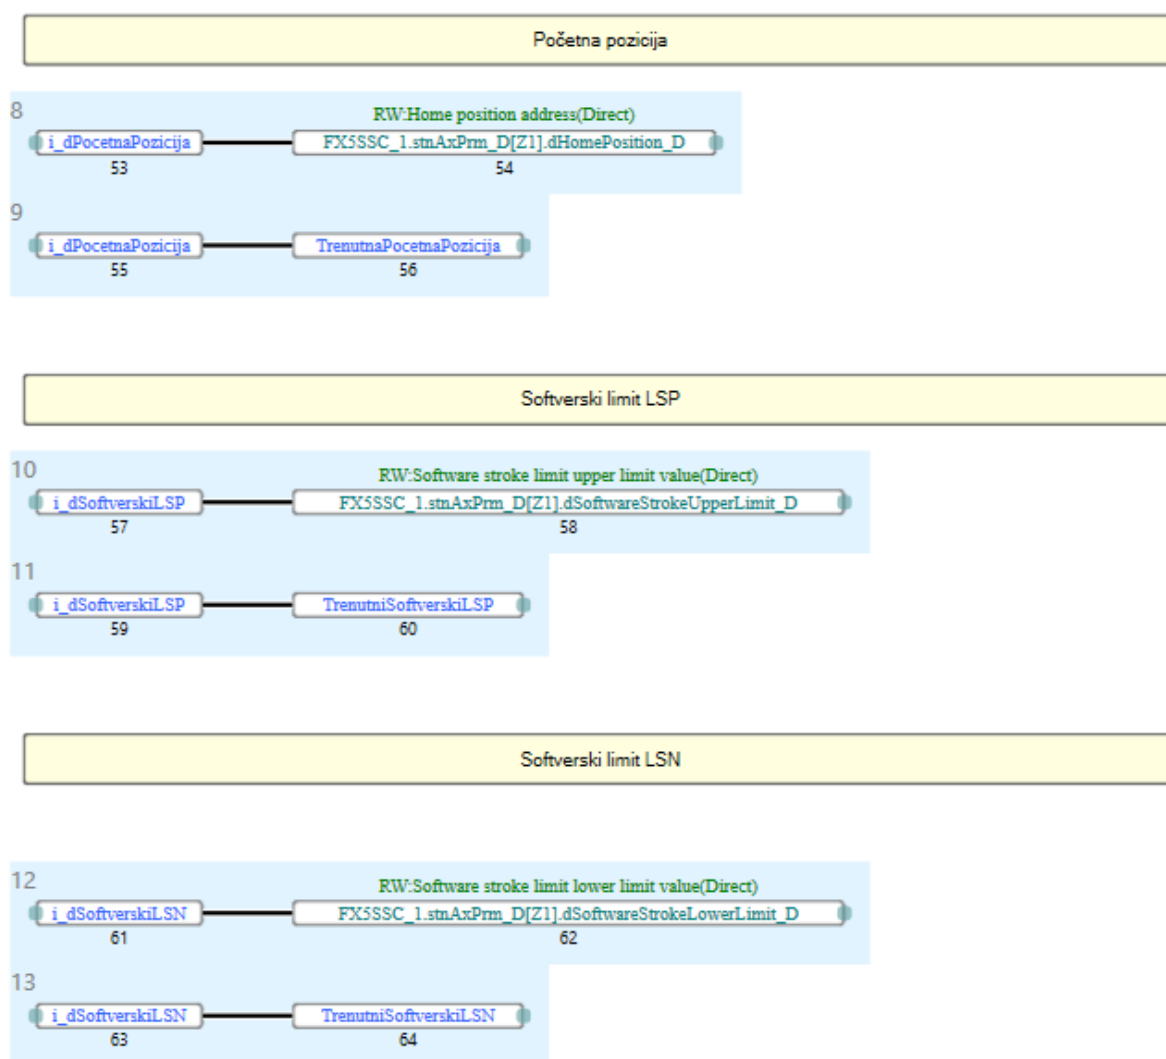 Početna pozicija
8
RW:Home position address(Direct)
i_dPocetnaPozicija FX5SSC_1.stnAxPrm_D[Z1].dHomePosition_D
53 54
9
i_dPocetnaPozicija TrenutnaPocetnaPozicija
55 56
Softverski limit LSP
10
RW:Software stroke limit upper limit value(Direct)
i_dSoftverskiLSP FX5SSC_1.stnAxPrm_D[Z1].dSoftwareStrokeUpperLimit_D
57 58
11
i_dSoftverskiLSP TrenutniSoftverskiLSP
59 60
Softverski limit LSN
12
RW:Software stroke limit lower limit value(Direct)
i_dSoftverskiLSN FX5SSC_1.stnAxPrm_D[Z1].dSoftwareStrokeLowerLimit_D
61 62
13
i_dSoftverskiLSN TrenutniSoftverskiLSN
63 64